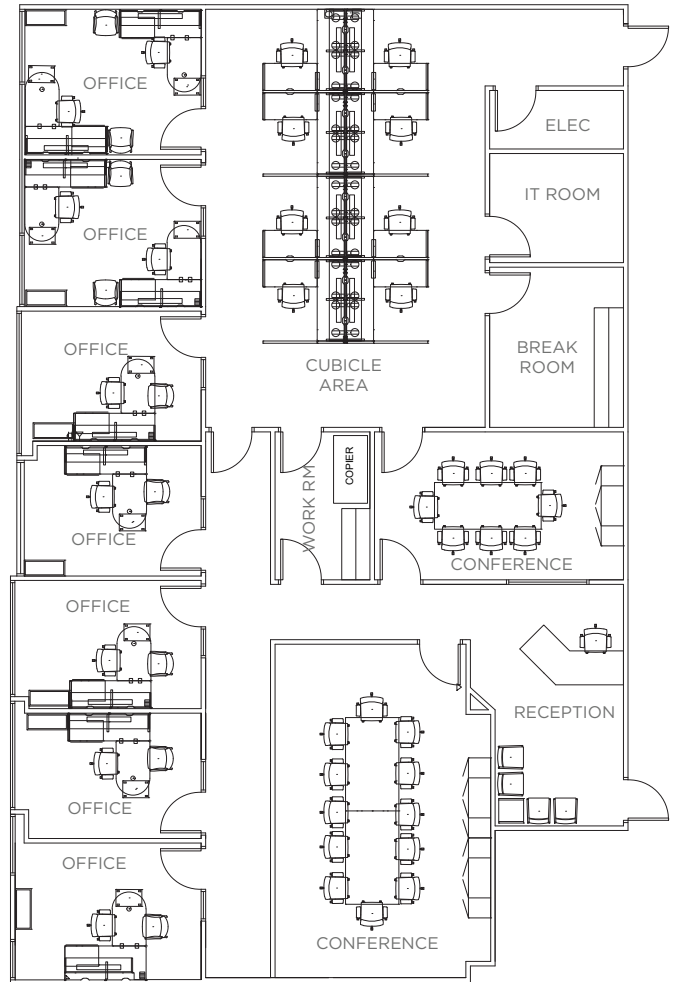 OFFICE
ELEC
IT ROOM
OFFICE
OFFICE
BREAK
ROOM
CUBICLE
AREA
WORK RM
COPIER
OFFICE
CONFERENCE
OFFICE
RECEPTION
OFFICE
OFFICE
CONFERENCE